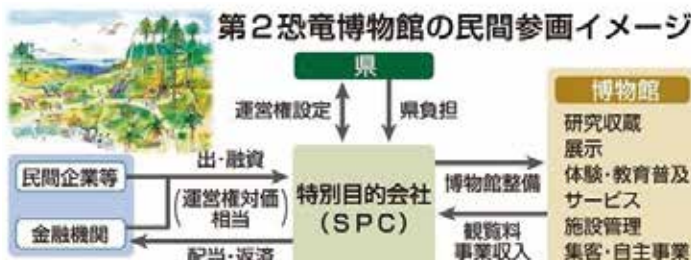 第2恐竜博物館の民間参画イメージ
県
運営権設定
県負担
民間企業等
金融機関
出・融資
(運営権対価
相当)
配当・返済
特別目的会社
(SPC)
博物館整備
観覧料
事業収入
博物館
研究収蔵
展示
体験・教育普及
サービス
施設管理
集客・自主事業